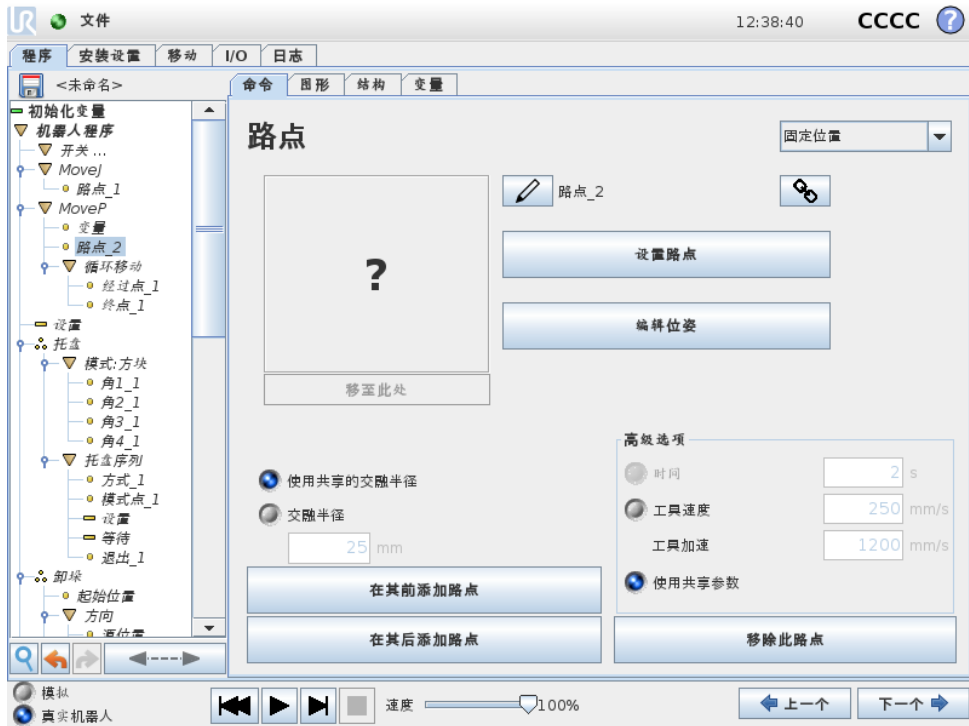 UR 文件 12:38:40 CCCC ?
程序 安装设置 移动 I/O 日志
<未命名> 命令 图形 结构 变量
初始化变量
机器人程序
开关 ...
MoveJ
路点_1
MoveP
变量
路点_2
循环移动
经过点_1
终点_1
设置
托盘
模式:方块
角1_1
角2_1
角3_1
角4_1
托盘序列
方式_1
模式点_1
设置
等待
退出_1
卸垛
起始位置
方向
源位置
路点
固定位置
路点_2
?
设置路点
编辑位姿
移至此处
使用共享的交融半径
交融半径
25 mm
高级选项
时间 2 s
工具速度 250 mm/s
工具加速 1200 mm/s
使用共享参数
在其前添加路点
在其后添加路点
移除此路点
模拟
真实机器人
速度 100%
上一个 下一个